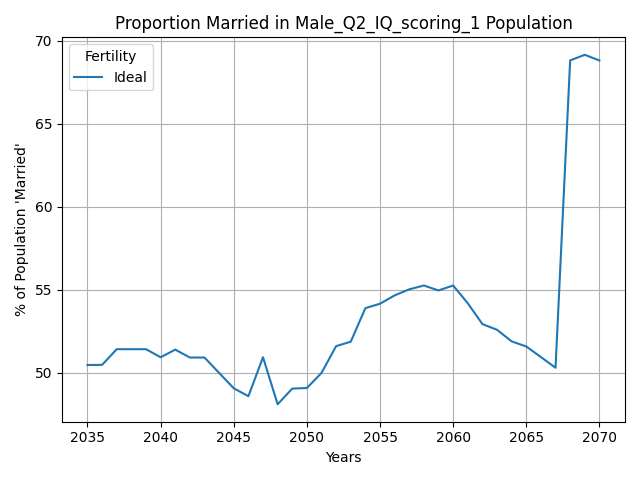 Proportion Married in Male_Q2_IQ_scoring_1 Population
Fertility
Ideal
% of Population 'Married'
70
65
60
55
50
2035 2040 2045 2050 2055 2060 2065 2070
Years